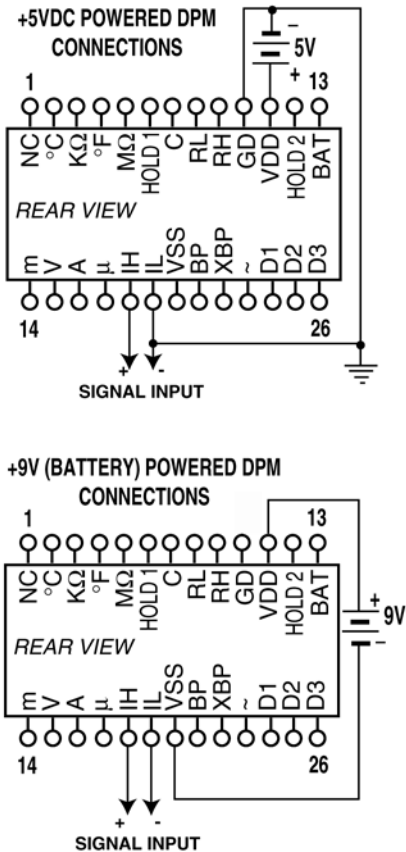 +5VDC POWERED DPM
CONNECTIONS
− 5V +
1 13
NC °C KΩ °F MΩ HOLD 1 C RL RH GD VDD HOLD 2 BAT
REAR VIEW
m V A µ IH IL VSS BP XBP ~ D1 D2 D3
14 26
+ -
SIGNAL INPUT
+9V (BATTERY) POWERED DPM
CONNECTIONS
1 13
NC °C KΩ °F MΩ HOLD 1 C RL RH GD VDD HOLD 2 BAT
+ 9V −
REAR VIEW
m V A µ IH IL VSS BP XBP ~ D1 D2 D3
14 26
+ -
SIGNAL INPUT